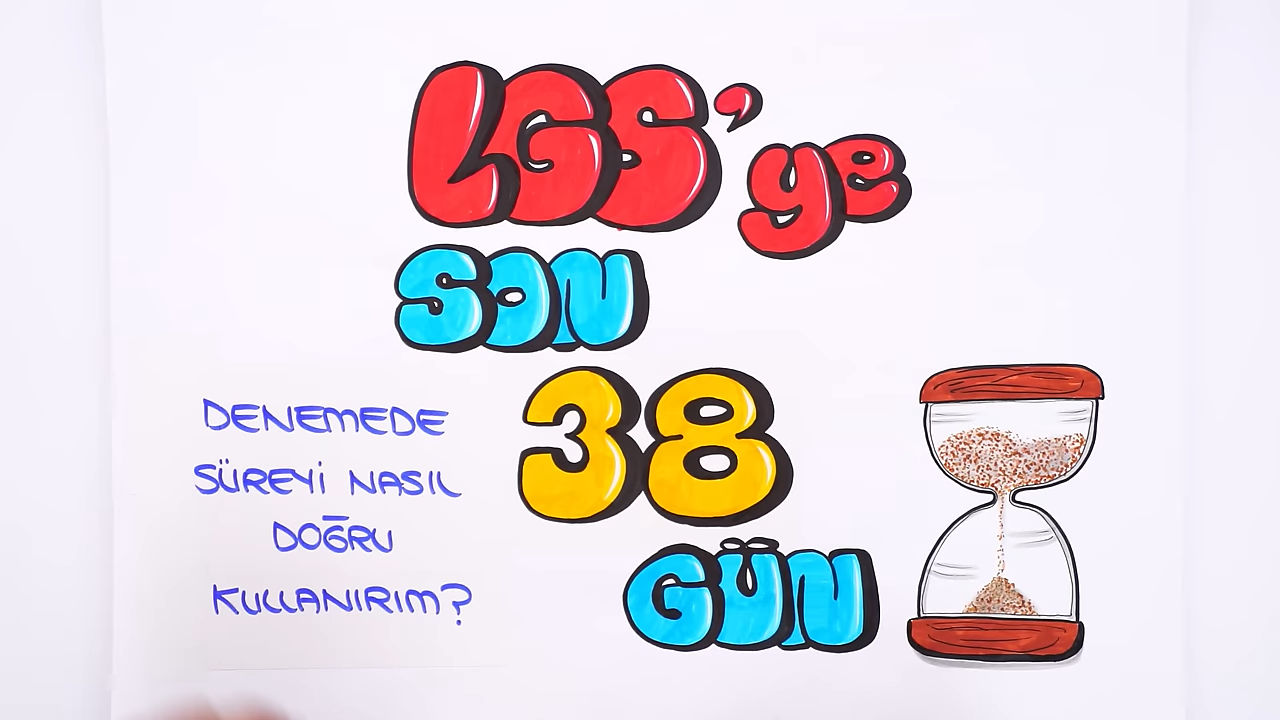 LGS'ye
SON
38
GÜN
DENEMEDE
SÜREYİ NASIL
DOĞRU
KULLANIRIM?